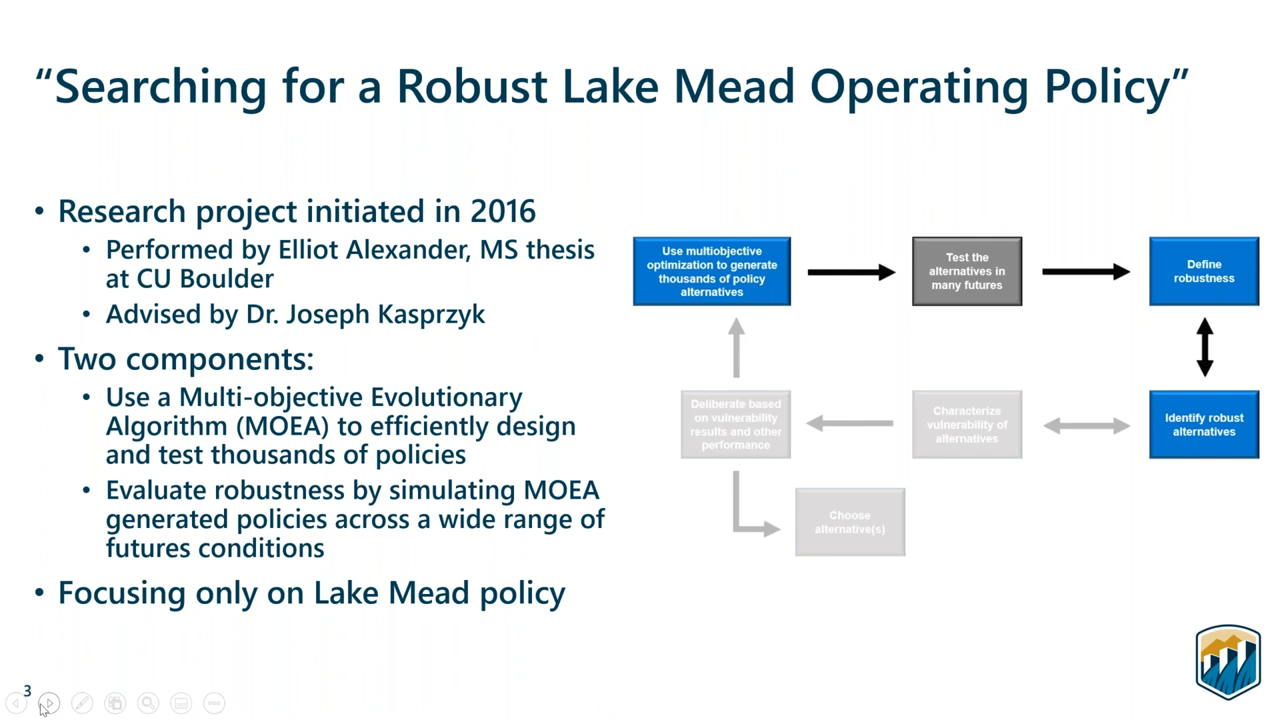 “Searching for a Robust Lake Mead Operating Policy”
• Research project initiated in 2016
• Performed by Elliot Alexander, MS thesis
at CU Boulder
• Advised by Dr. Joseph Kasprzyk
• Two components:
• Use a Multi-objective Evolutionary
Algorithm (MOEA) to efficiently design
and test thousands of policies
• Evaluate robustness by simulating MOEA
generated policies across a wide range of
futures conditions
• Focusing only on Lake Mead policy
Use multiobjective
optimization to generate
thousands of policy
alternatives
Test the
alternatives in
many futures
Define
robustness
Deliberate based
on vulnerability
results and other
performance
Characterize
vulnerability of
alternatives
Identify robust
alternatives
Choose
alternative(s)
3